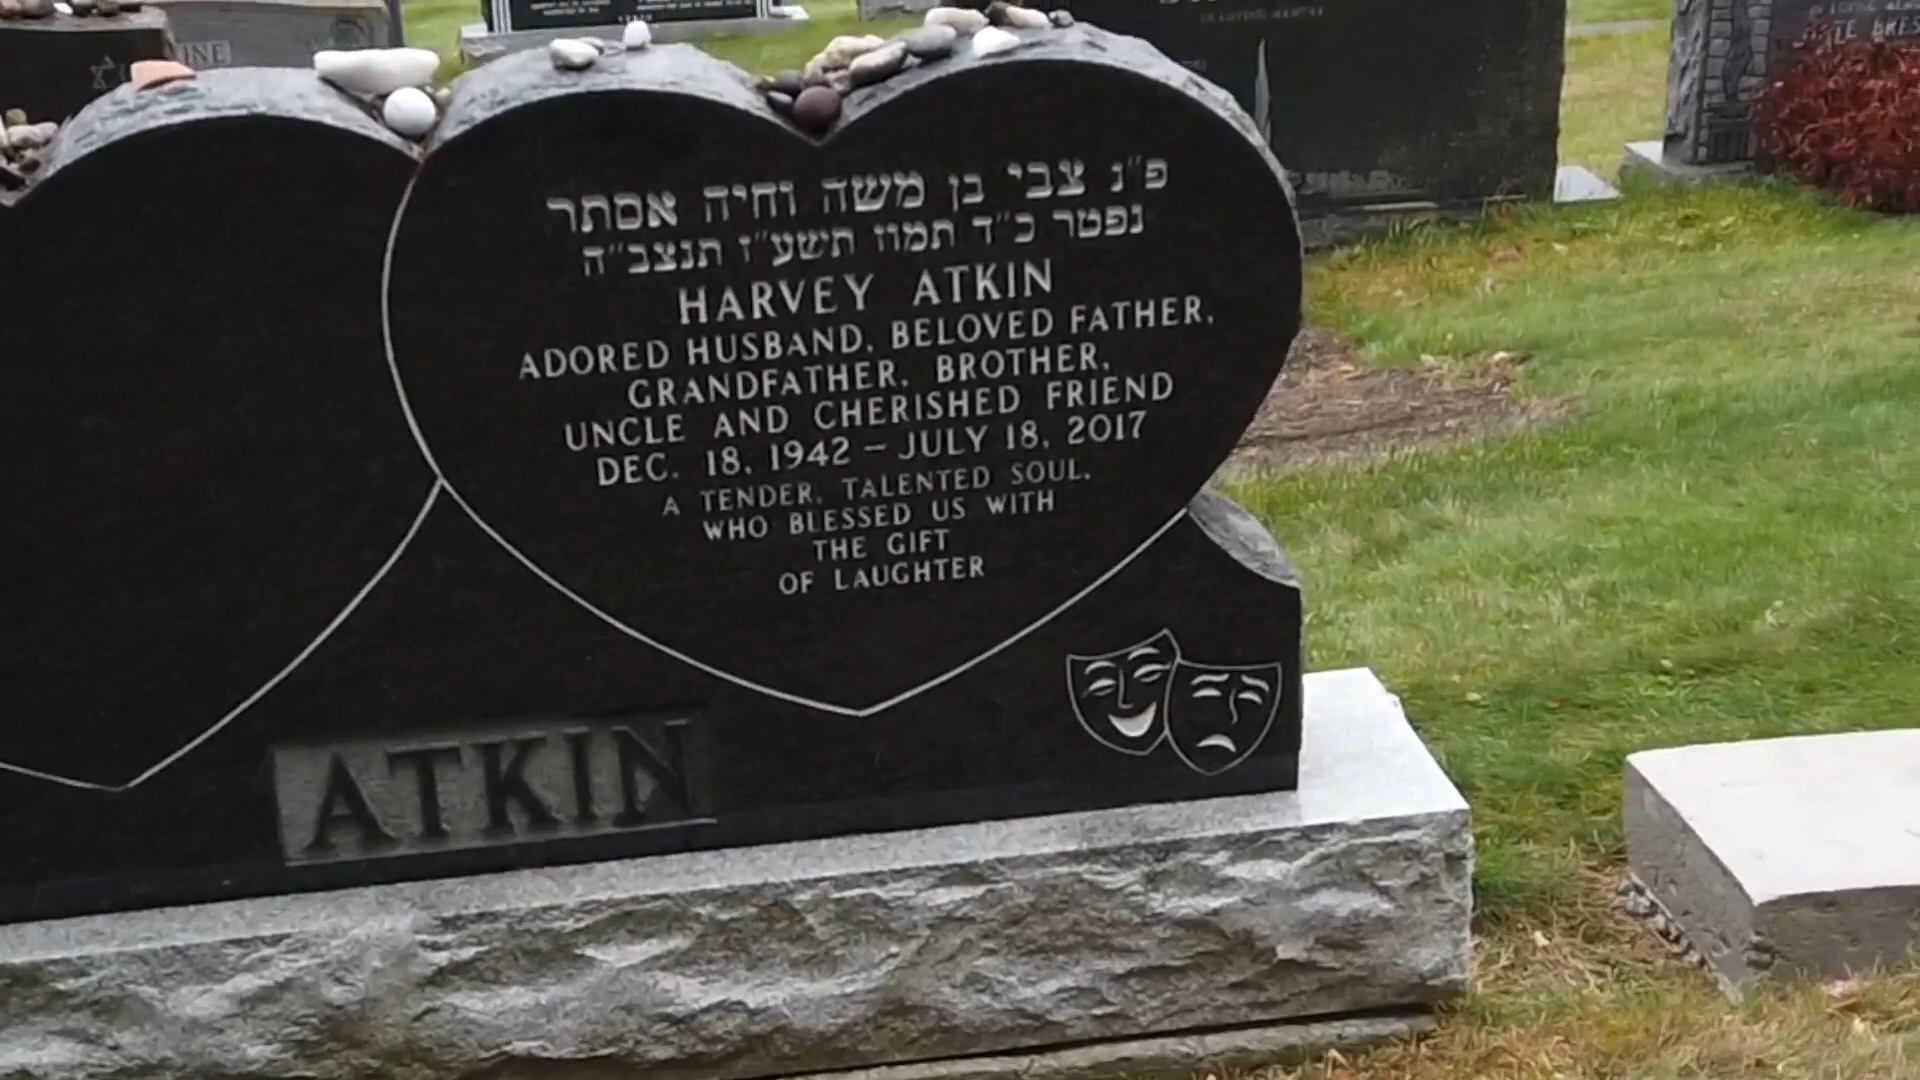 פ״נ צבי בן משה וחיה אסתר
נפטר כ״ד תמוז תשע״ז תנצב״ה
HARVEY ATKIN
ADORED HUSBAND, BELOVED FATHER,
GRANDFATHER, BROTHER,
UNCLE AND CHERISHED FRIEND
DEC. 18, 1942 – JULY 18, 2017
A TENDER, TALENTED SOUL,
WHO BLESSED US WITH
THE GIFT
OF LAUGHTER
ATKIN